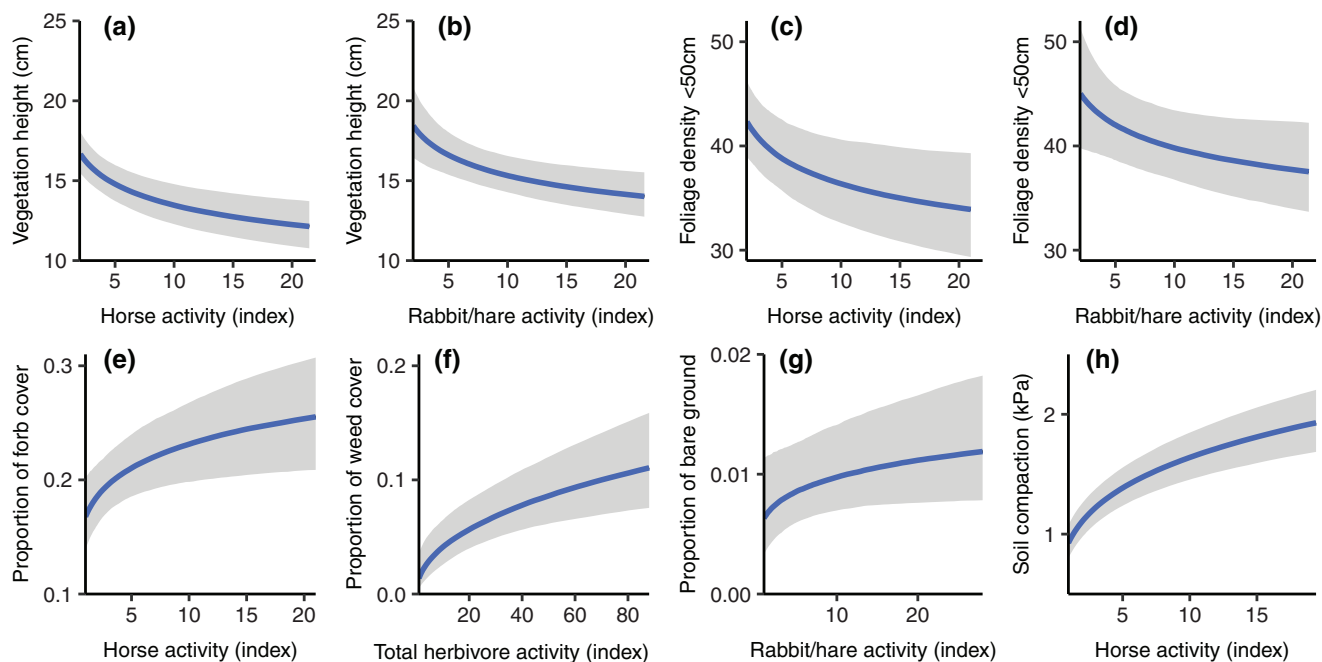 (a)
Vegetation height (cm)
25
20
15
10
5 10 15 20
Horse activity (index)
(b)
Vegetation height (cm)
25
20
15
10
5 10 15 20
Rabbit/hare activity (index)
(c)
Foliage density <50cm
50
40
30
5 10 15 20
Horse activity (index)
(d)
Foliage density <50cm
50
40
30
5 10 15 20
Rabbit/hare activity (index)
(e)
Proportion of forb cover
0.3
0.2
0.1
5 10 15 20
Horse activity (index)
(f)
Proportion of weed cover
0.2
0.1
0.0
20 40 60 80
Total herbivore activity (index)
(g)
Proportion of bare ground
0.02
0.01
0.00
10 20
Rabbit/hare activity (index)
(h)
Soil compaction (kPa)
2
1
5 10 15
Horse activity (index)